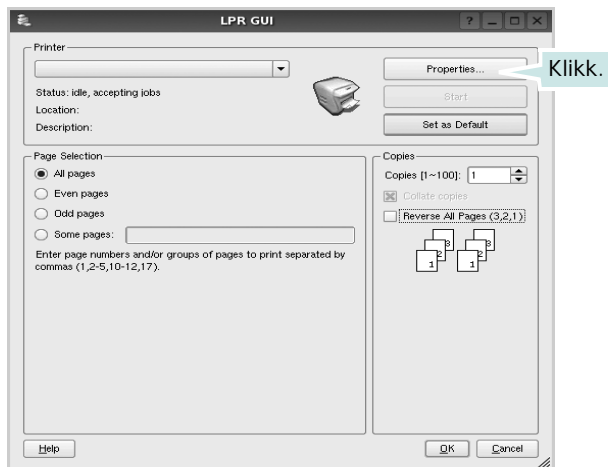 LPR GUI
Printer
Properties...
Klikk.
Status: idle, accepting jobs
Start
Location:
Description:
Set as Default
Page Selection
All pages
Even pages
Odd pages
Some pages:
Enter page numbers and/or groups of pages to print separated by
commas (1,2-5,10-12,17).
Copies
Copies [1~100]: 1
Collate copies
Reverse All Pages (3,2,1)
3 3
2 2
1 1
Help
OK
Cancel